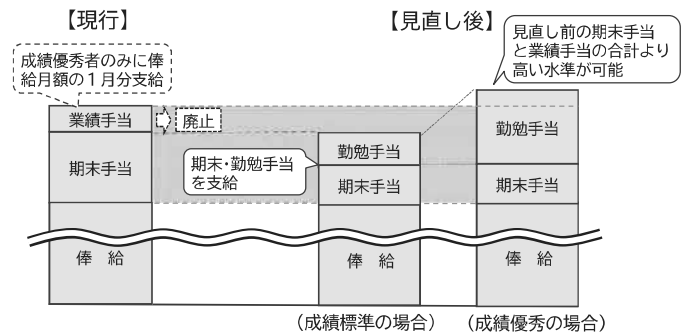 【現行】
成績優秀者のみに俸
給月額の１月分支給
業績手当
廃止
期末手当
俸　給
【見直し後】
見直し前の期末手当
と業績手当の合計より
高い水準が可能
期末・勤勉手当
を支給
勤勉手当
期末手当
俸　給
（成績標準の場合）
勤勉手当
期末手当
俸　給
（成績優秀の場合）